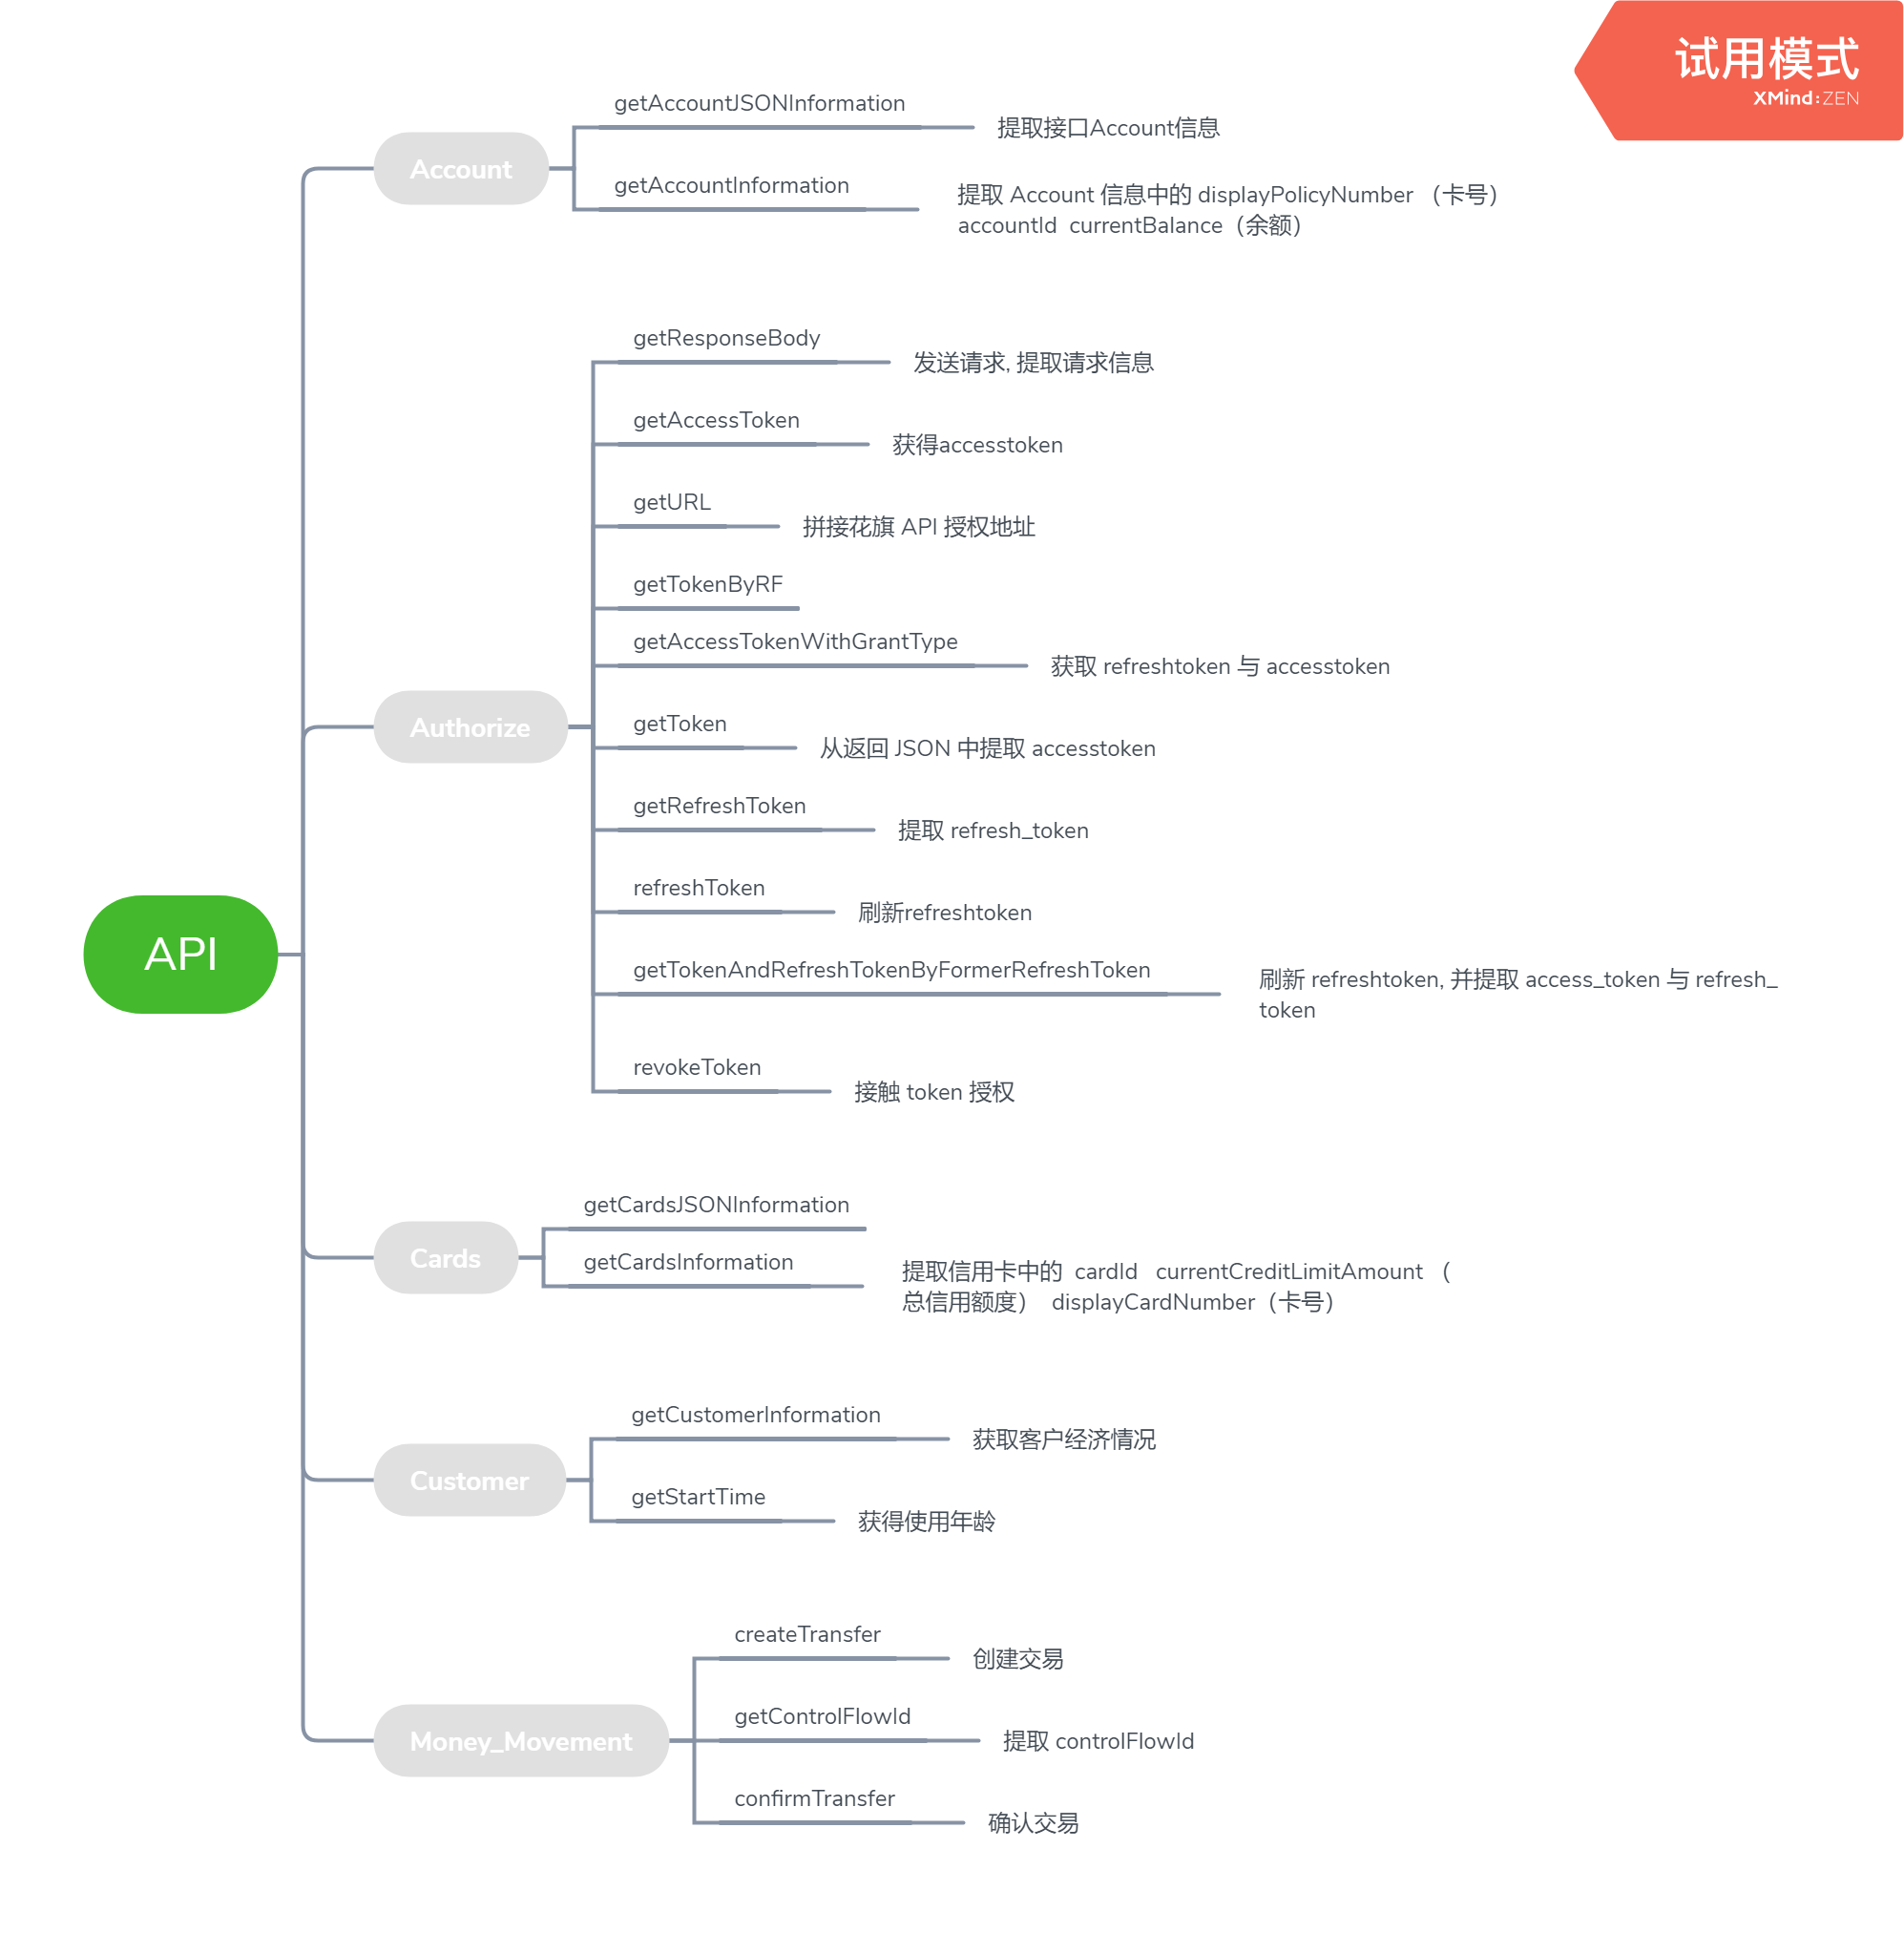 试用模式
XMind:ZEN
API
Account
getAccountJSONInformation
提取接口Account信息
getAccountInformation
提取 Account 信息中的 displayPolicyNumber （卡号）
accountId  currentBalance（余额）
Authorize
getResponseBody
发送请求, 提取请求信息
getAccessToken
获得accesstoken
getURL
拼接花旗 API 授权地址
getTokenByRF
getAccessTokenWithGrantType
获取 refreshtoken 与 accesstoken
getToken
从返回 JSON 中提取 accesstoken
getRefreshToken
提取 refresh_token
refreshToken
刷新refreshtoken
getTokenAndRefreshTokenByFormerRefreshToken
刷新 refreshtoken, 并提取 access_token 与 refresh_
token
revokeToken
接触 token 授权
Cards
getCardsJSONInformation
getCardsInformation
提取信用卡中的  cardId   currentCreditLimitAmount （
总信用额度）  displayCardNumber（卡号）
Customer
getCustomerInformation
获取客户经济情况
getStartTime
获得使用年龄
Money_Movement
createTransfer
创建交易
getControlFlowId
提取 controlFlowId
confirmTransfer
确认交易